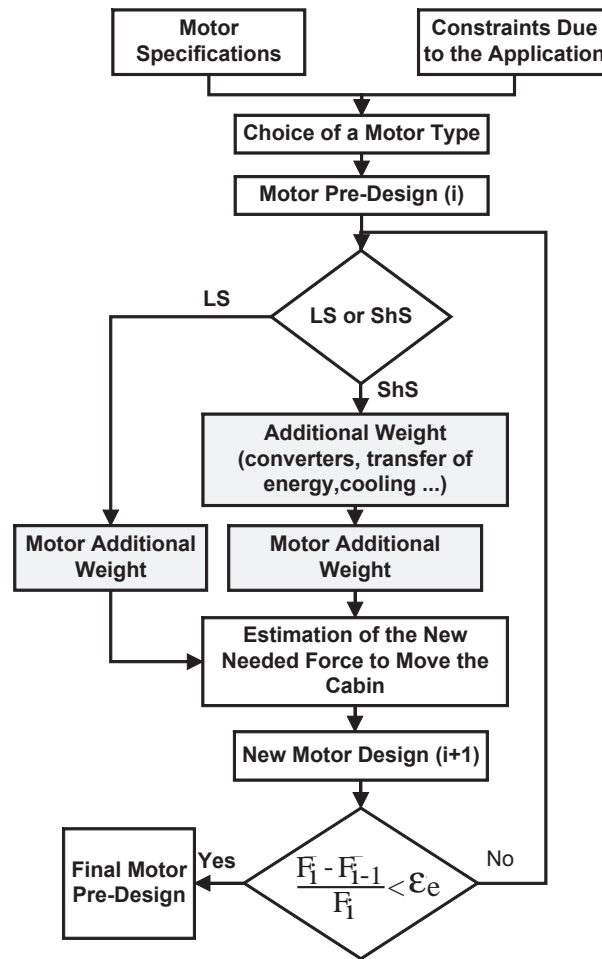 Motor
Specifications
Constraints Due
to the Application
Choice of a Motor Type
Motor Pre-Design (i)
LS
LS or ShS
ShS
Additional Weight
(converters, transfer of
energy,cooling ...)
Motor Additional
Weight
Motor Additional
Weight
Estimation of the New
Needed Force to Move the
Cabin
New Motor Design (i+1)
Final Motor
Pre-Design
Yes
F_i - F_{i-1}
F_i
< ε_e
No